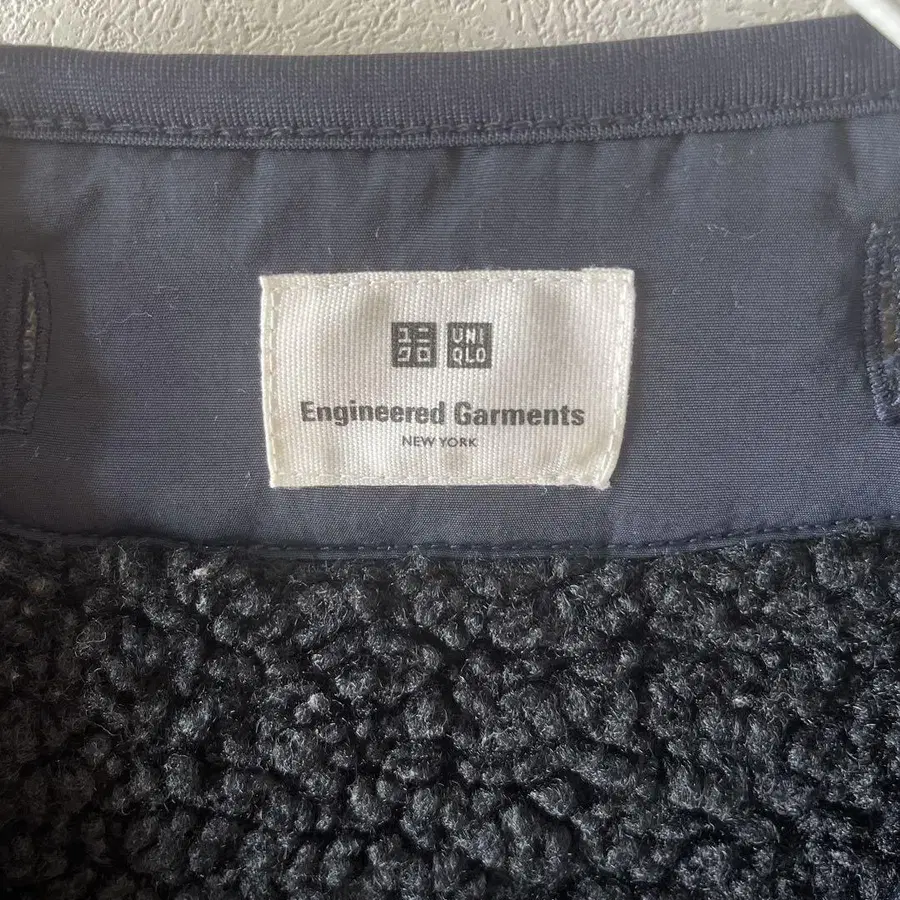 ユニ UNI
クロ QLO
Engineered Garments
NEW YORK